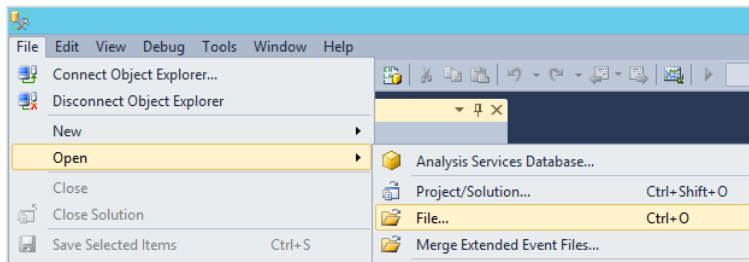 File Edit View Debug Tools Window Help
Connect Object Explorer...
Disconnect Object Explorer
New
Open
Close
Close Solution
Save Selected Items Ctrl+S
Analysis Services Database...
Project/Solution... Ctrl+Shift+O
File... Ctrl+O
Merge Extended Event Files...